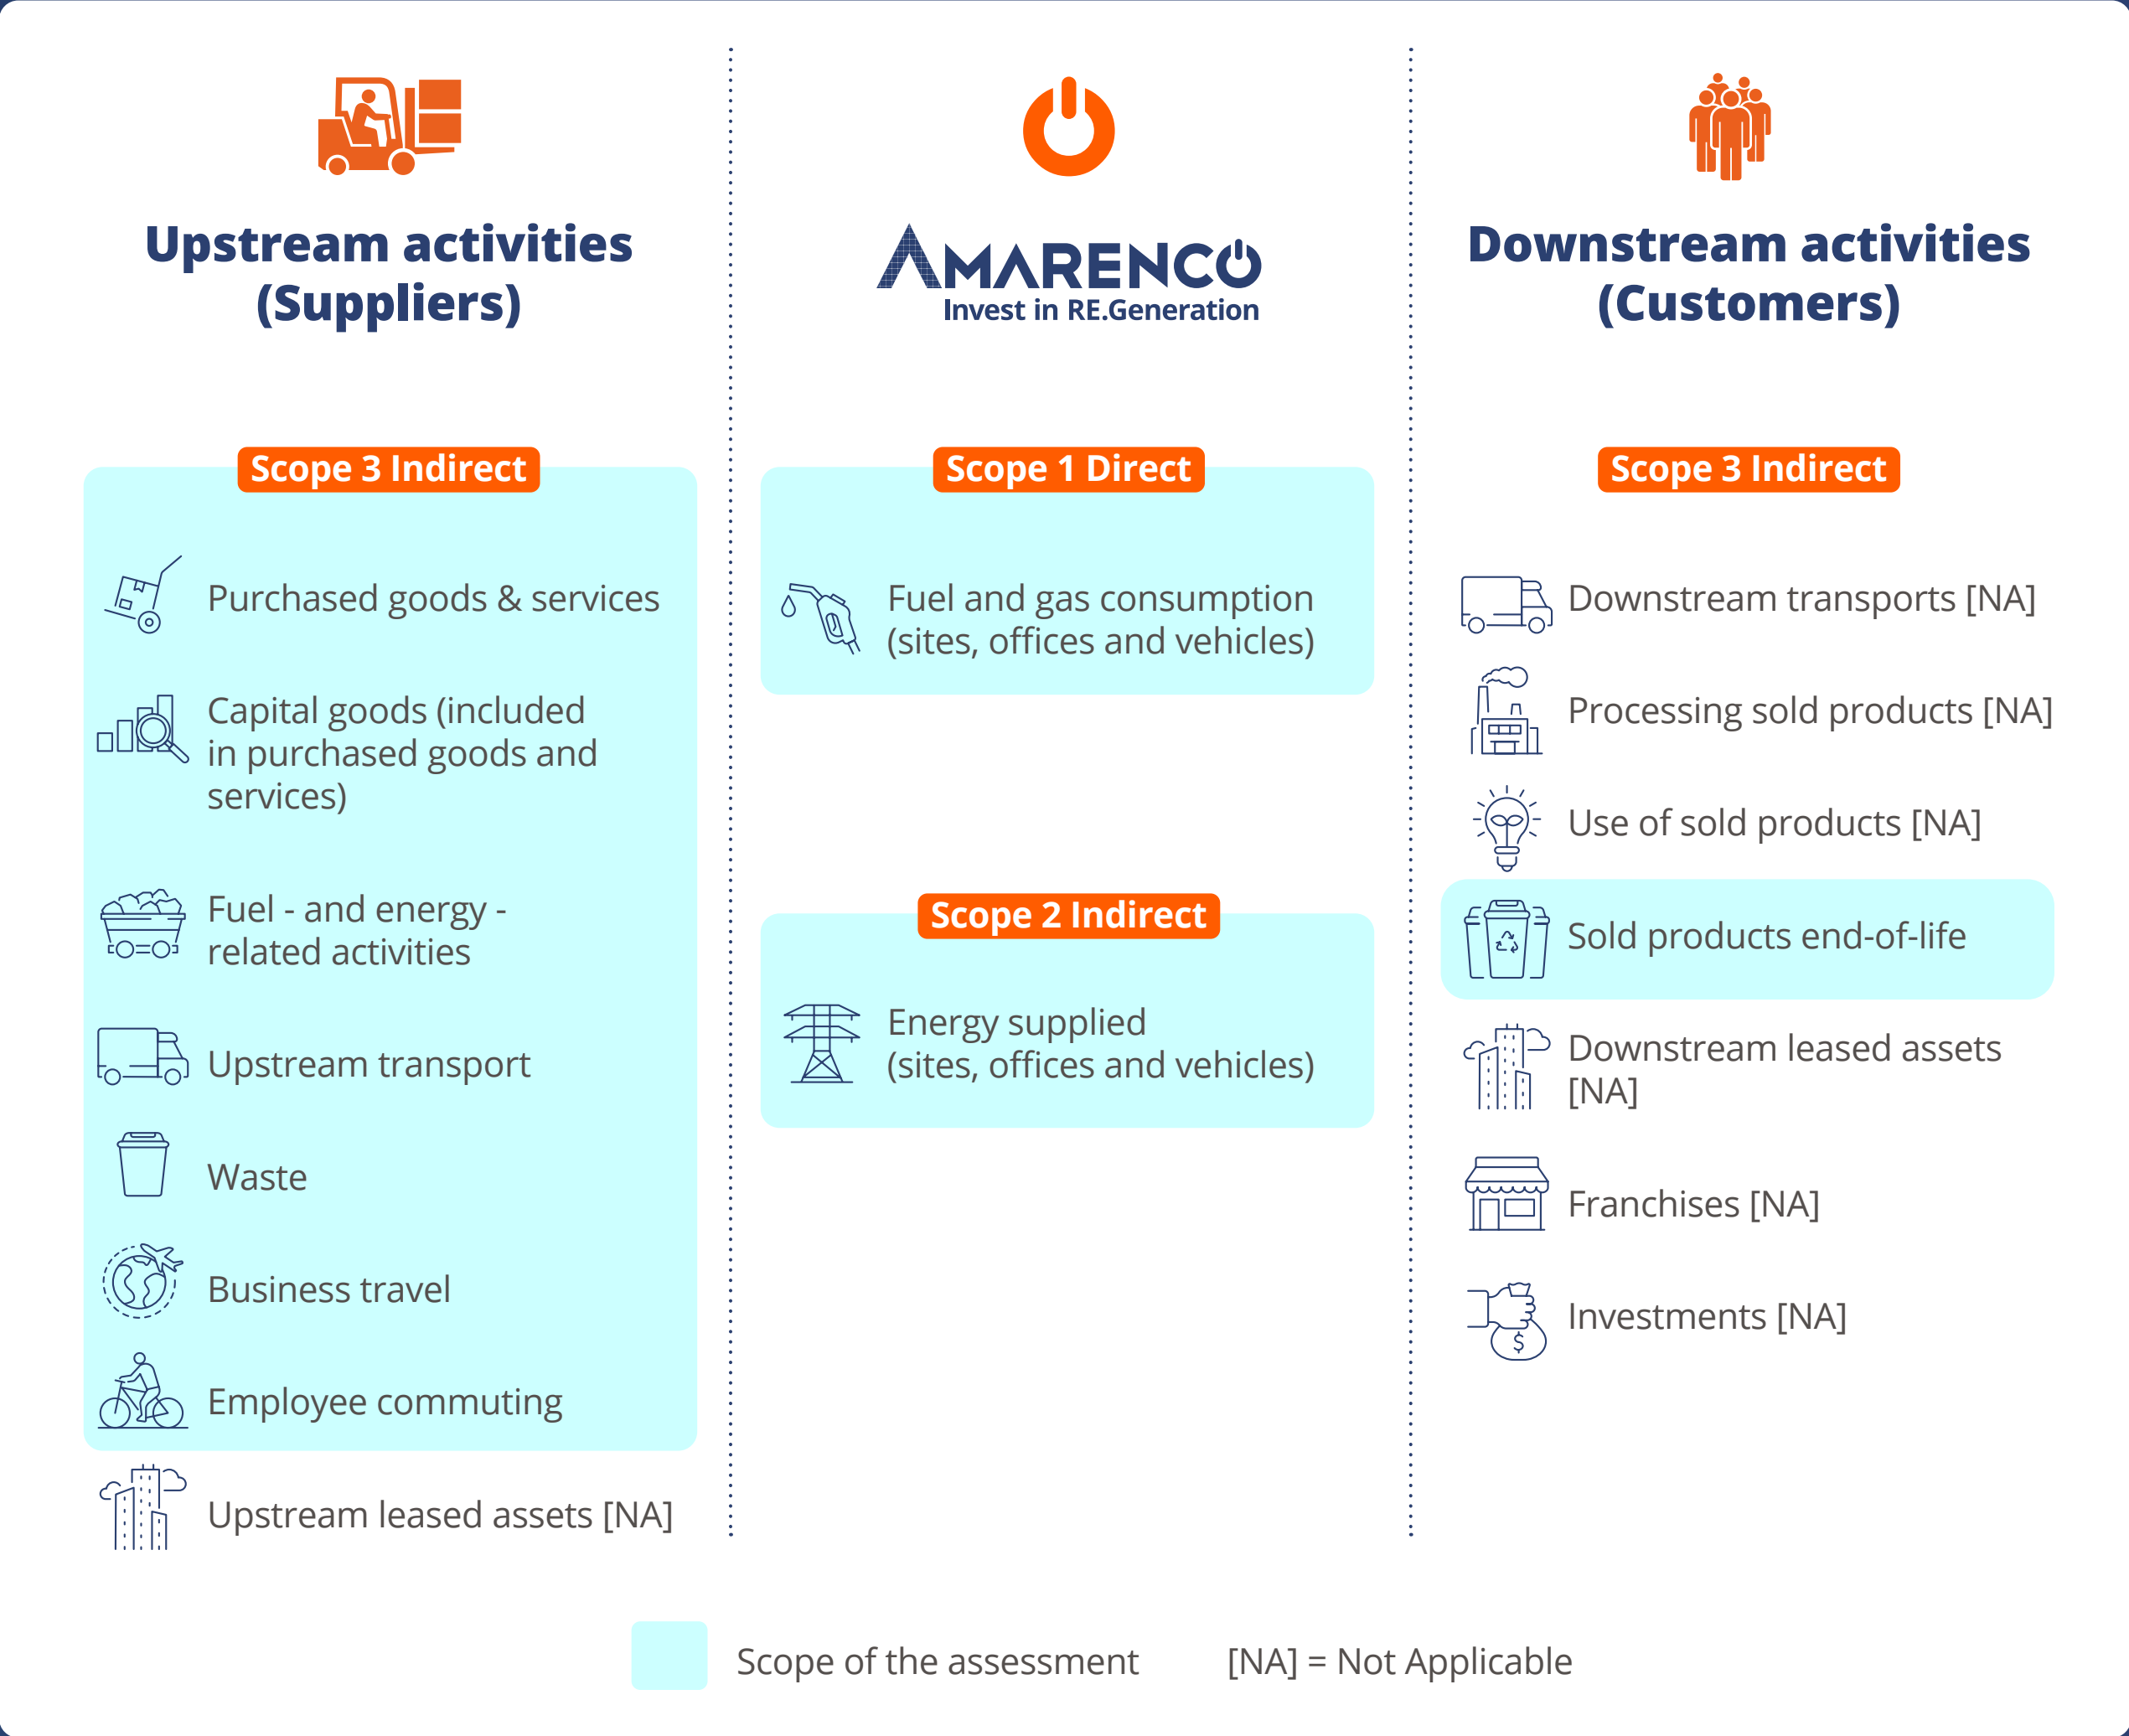 Upstream activities
(Suppliers)
Scope 3 Indirect
Purchased goods & services
Capital goods (included
in purchased goods and
services)
Fuel - and energy -
related activities
Upstream transport
Waste
Business travel
Employee commuting
Upstream leased assets [NA]
AMARENCO
Invest in RE.Generation
Scope 1 Direct
Fuel and gas consumption
(sites, offices and vehicles)
Scope 2 Indirect
Energy supplied
(sites, offices and vehicles)
Downstream activities
(Customers)
Scope 3 Indirect
Downstream transports [NA]
Processing sold products [NA]
Use of sold products [NA]
Sold products end-of-life
Downstream leased assets
[NA]
Franchises [NA]
Investments [NA]
$
Scope of the assessment
[NA] = Not Applicable